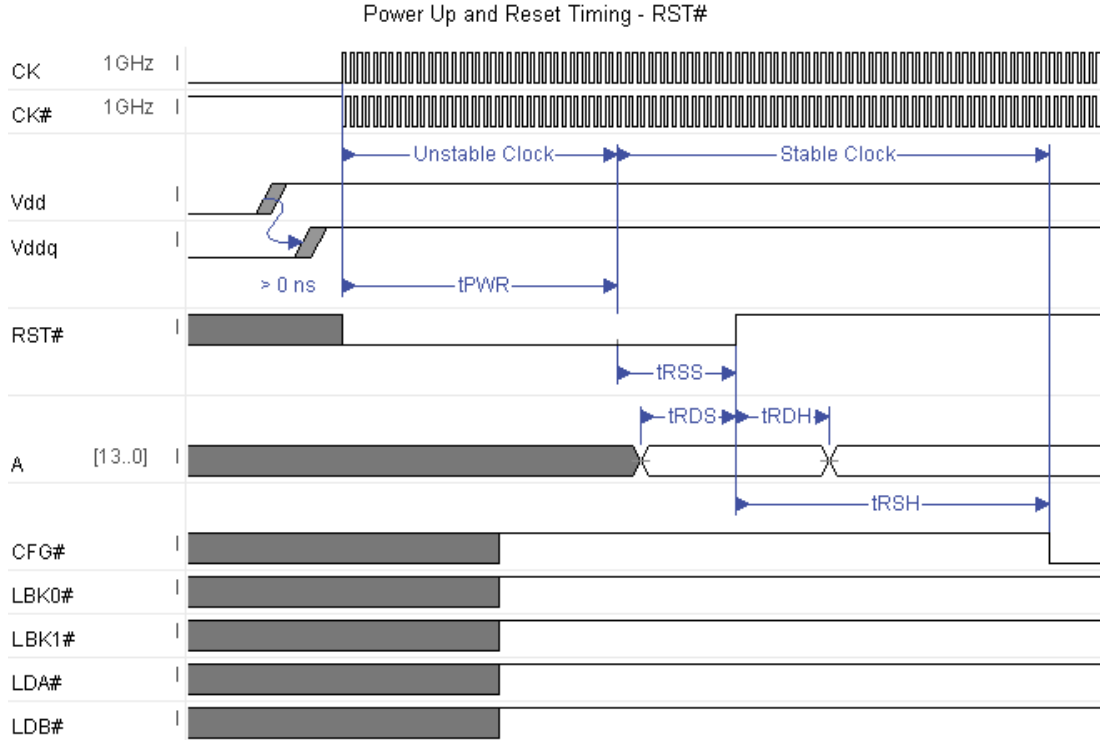 Power Up and Reset Timing - RST#
CK 1GHz I
CK# 1GHz I
Unstable Clock Stable Clock
Vdd I
Vddq I
> 0 ns tPWR
RST# I
tRSS
tRDS tRDH
A [13..0] I
tRSH
CFG# I
LBK0# I
LBK1# I
LDA# I
LDB# I